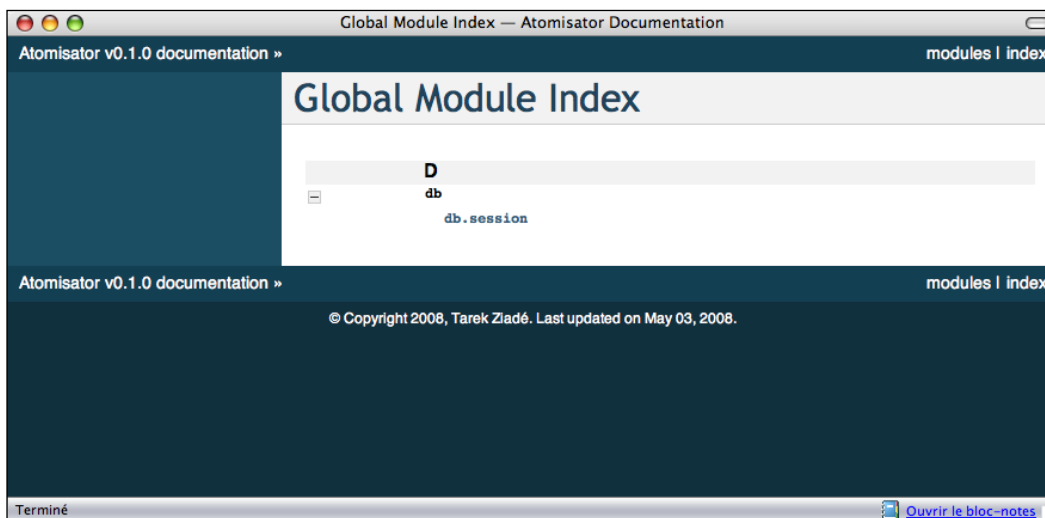 Global Module Index — Atomisator Documentation
Atomisator v0.1.0 documentation » modules | index
Global Module Index
D
db
db.session
Atomisator v0.1.0 documentation » modules | index
© Copyright 2008, Tarek Ziadé. Last updated on May 03, 2008.
Terminé Ouvrir le bloc-notes